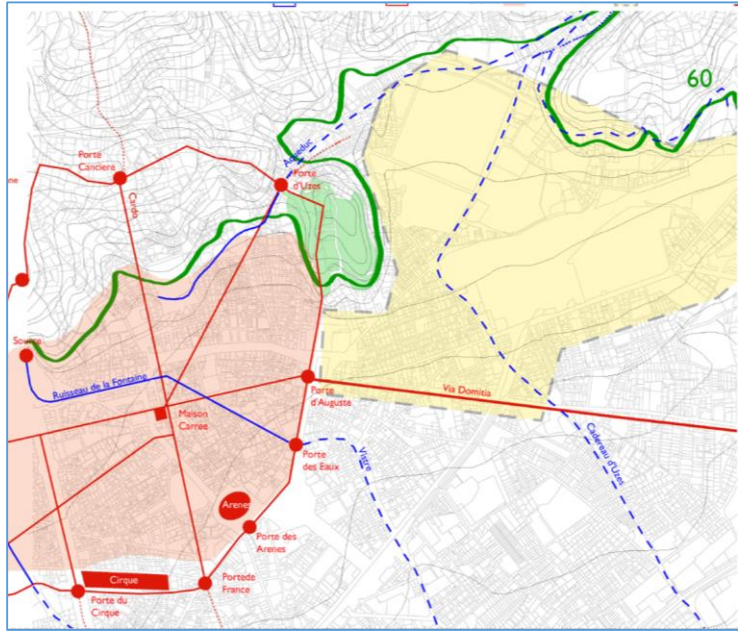 60
Porte
Canciere
Aqueduc
Porte
d'Uzes
ne
Cardo
Source
Ruisseau de la Fontaine
Maison
Carree
Porte
d'Auguste
Via Domitia
Porte
des Eaux
Vistre
Cadereau d'Uzes
Arenes
Porte des
Arenes
Cirque
Portede
France
Porte du
Cirque